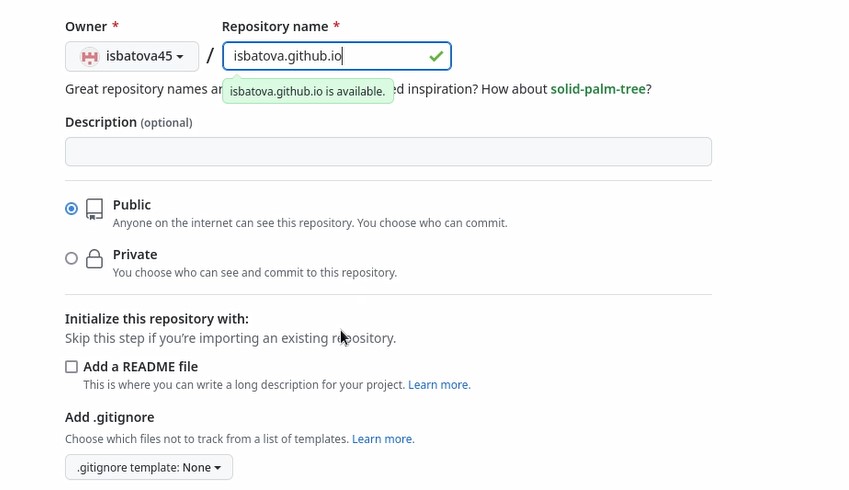 Owner *
Repository name *
isbatova45
/
isbatova.github.io
isbatova.github.io is available.
Great repository names ed inspiration? How about solid-palm-tree?
Description (optional)
Public
Anyone on the internet can see this repository. You choose who can commit.
Private
You choose who can see and commit to this repository.
Initialize this repository with:
Skip this step if you're importing an existing repository.
Add a README file
This is where you can write a long description for your project. Learn more.
Add .gitignore
Choose which files not to track from a list of templates. Learn more.
.gitignore template: None